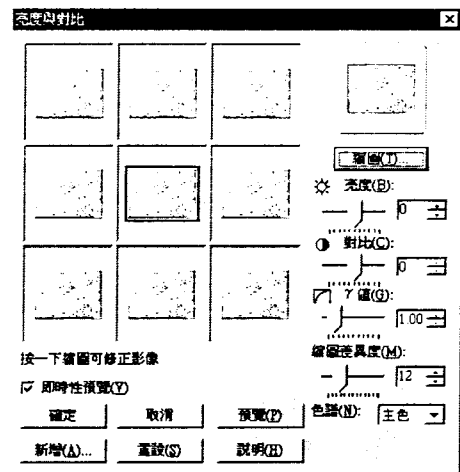 亮度與對比
縮圖(T)...
亮度(B):
0
對比(C):
0
γ 值(G):
1.00
縮圖差異度(M):
12
色譜(N): 主色
按一下縮圖可修正影像
即時性預覽(Y)
確定 取消 預覽(P)
新增(A)... 重設(S) 說明(H)